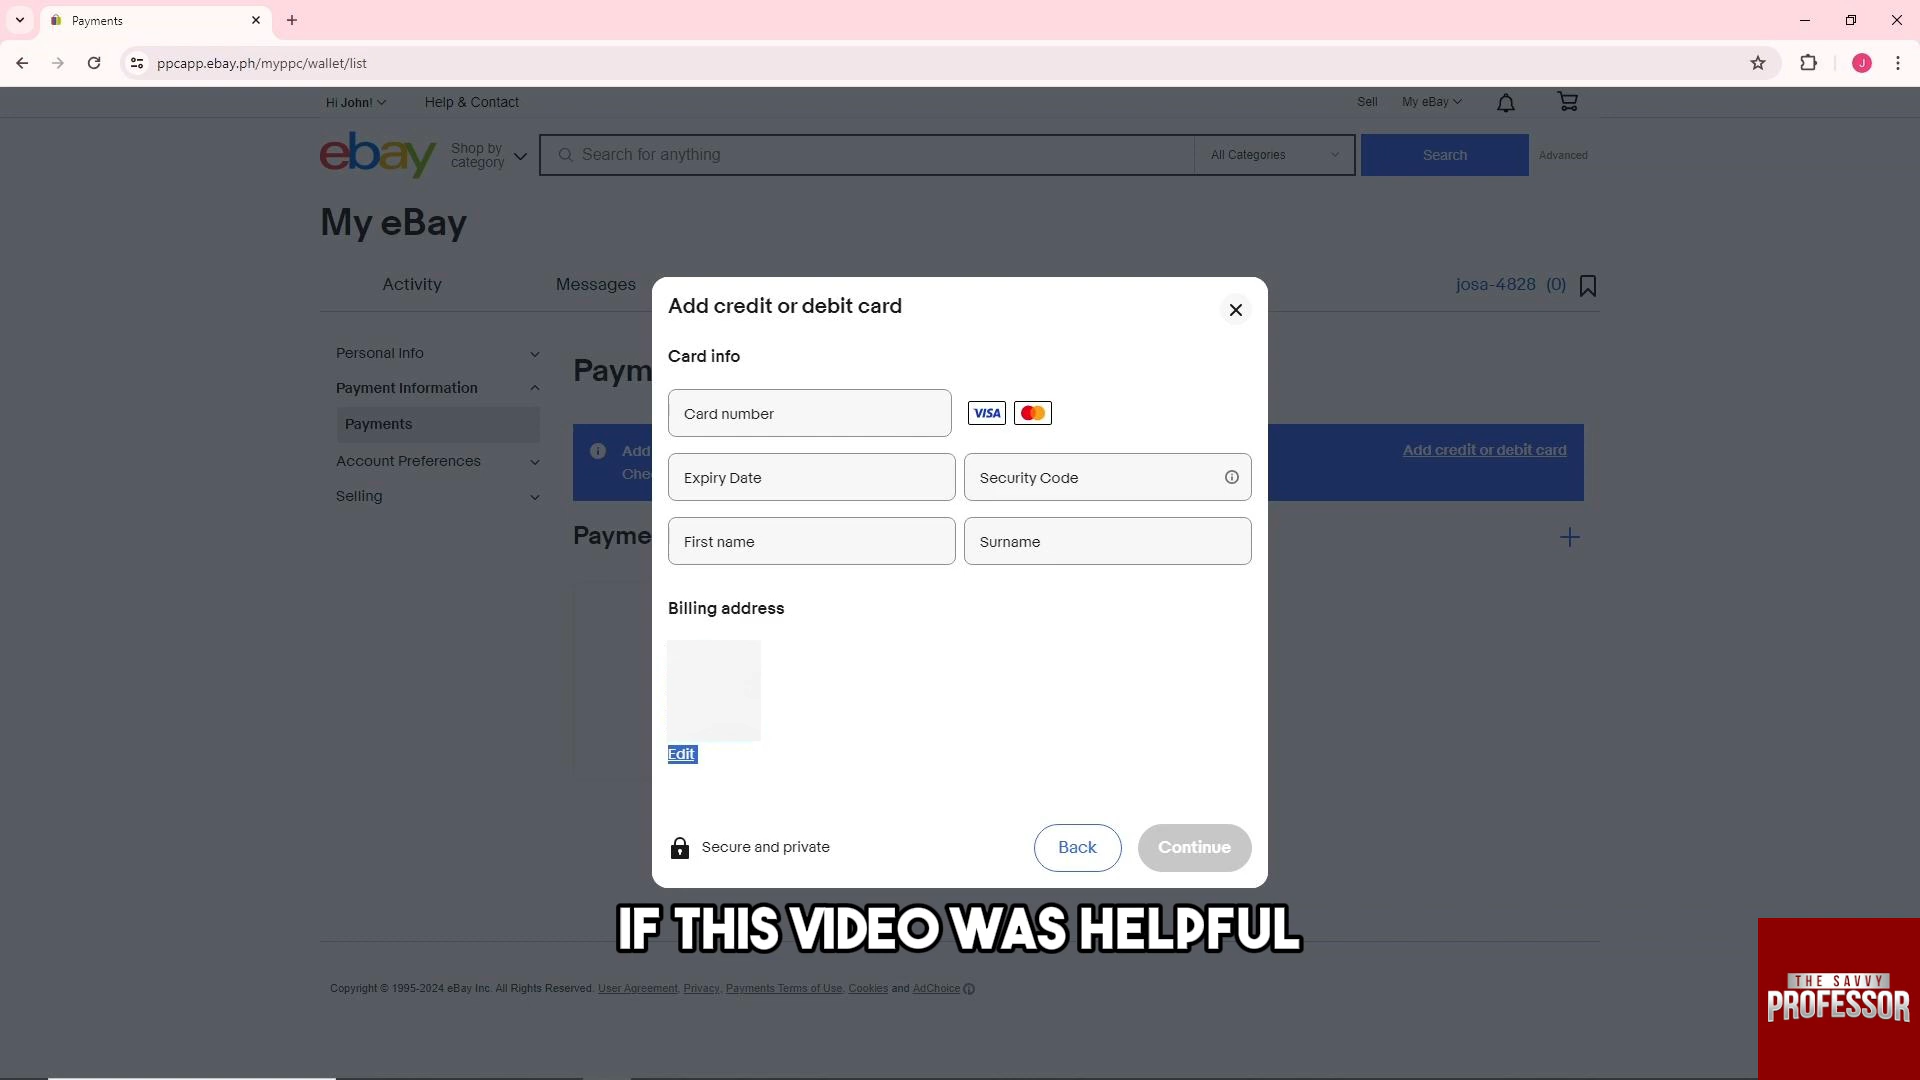 Payments
ppcapp.ebay.ph/myppc/wallet/list
J
Hi John!
Help & Contact
Sell
My eBay
ebay
Shop by category
Search for anything
All Categories
Search
Advanced
My eBay
Activity
Messages
josa-4828 (0)
Personal Info
Payment Information
Payments
Account Preferences
Selling
Paym
Add
Che
Add credit or debit card
Payme
Add credit or debit card
Card info
Card number
VISA
Expiry Date
Security Code
First name
Surname
Billing address
Edit
Secure and private
Back
Continue
IF THIS VIDEO WAS HELPFUL
Copyright © 1995-2024 eBay Inc. All Rights Reserved. User Agreement, Privacy, Payments Terms of Use, Cookies and AdChoice
THE SAVVY
PROFESSOR